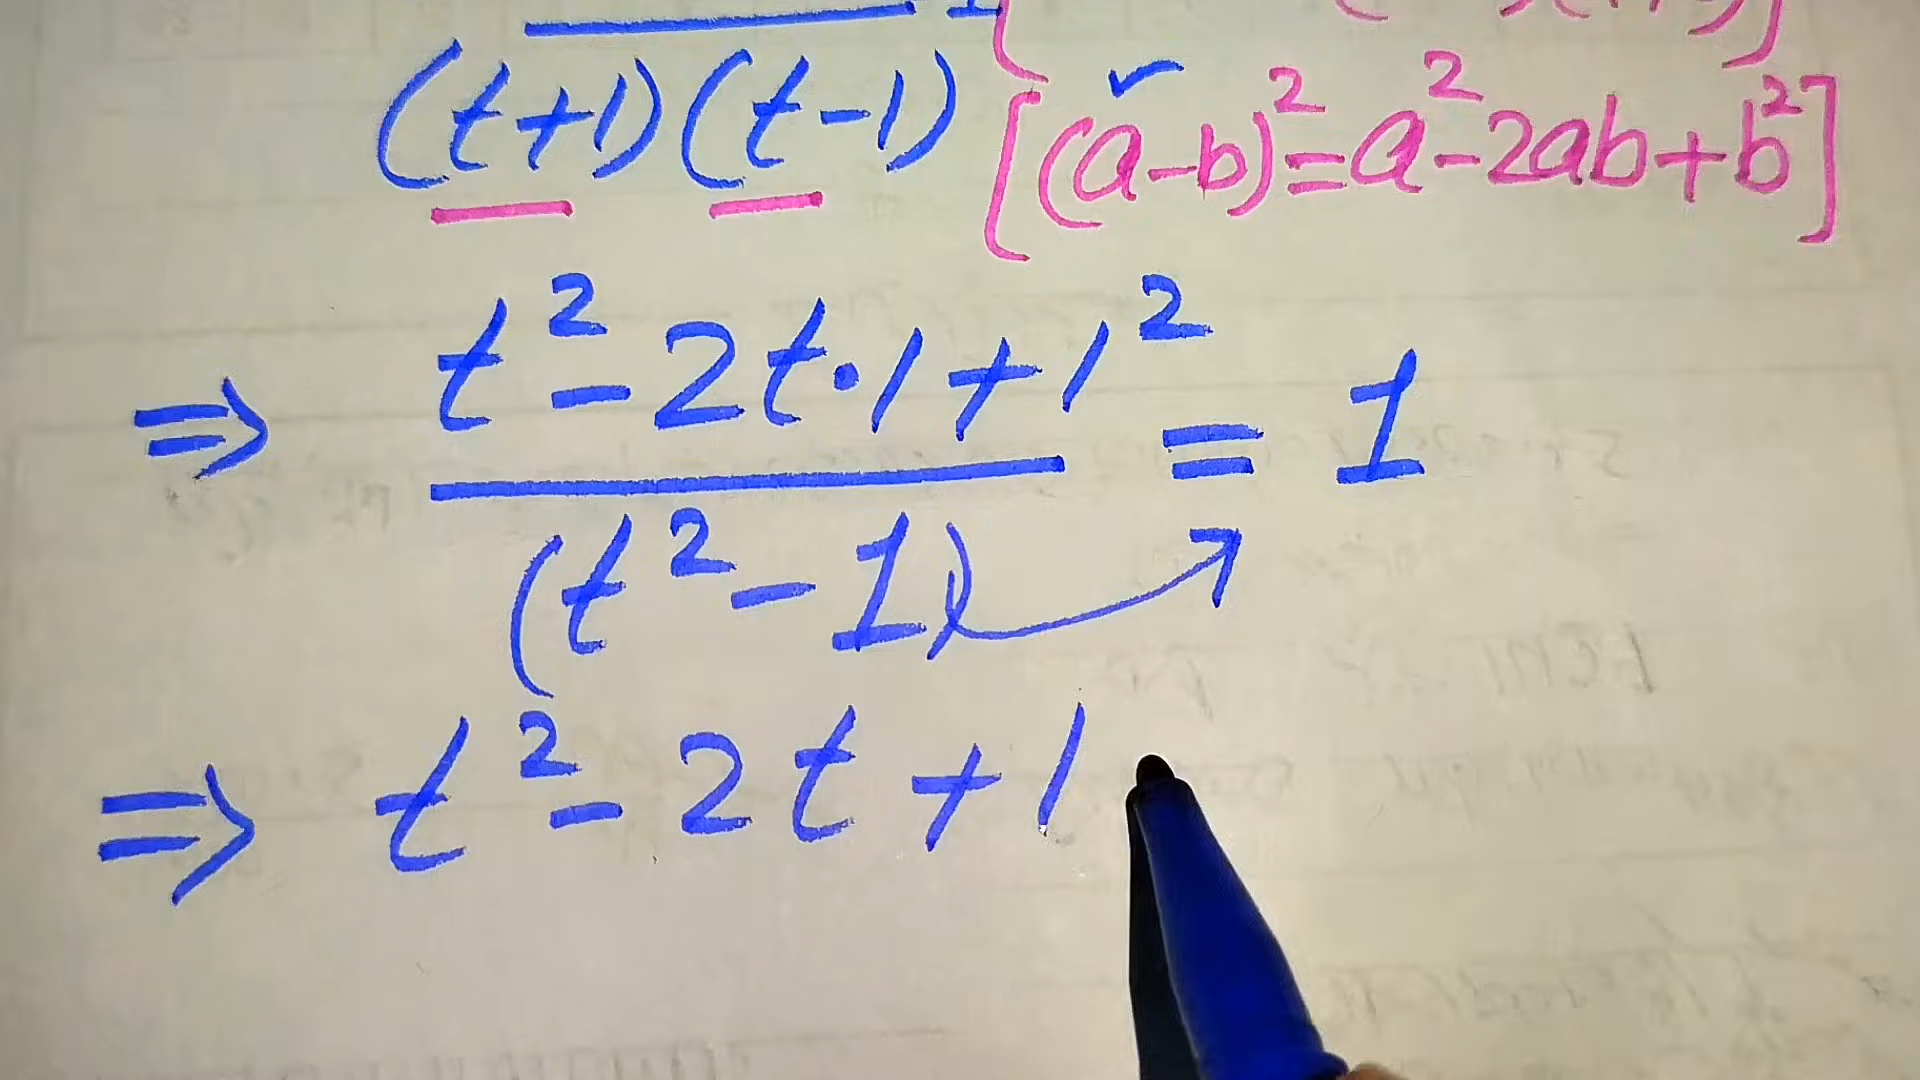 (t+1)(t-1) [(a-b)²=a²-2ab+b²]
⇒ t²-2t·1+1² = 1
(t²-1)
⇒ t²-2t+1